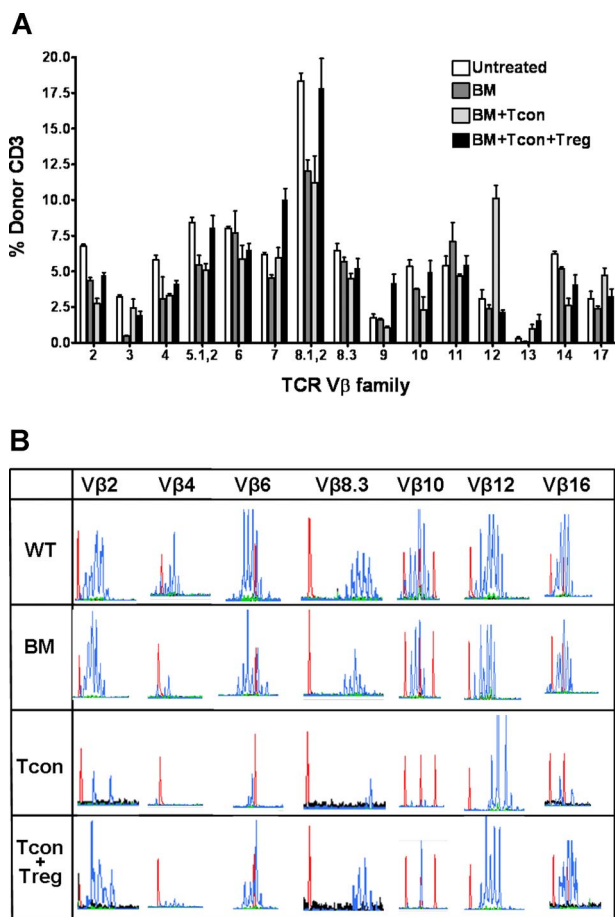 A
% Donor CD3
20.0
17.5
15.0
12.5
10.0
7.5
5.0
2.5
0.0
Untreated
BM
BM+Tcon
BM+Tcon+Treg
2 3 4 5.1,2 6 7 8.1,2 8.3 9 10 11 12 13 14 17
TCR Vβ family
B
Vβ2 Vβ4 Vβ6 Vβ8.3 Vβ10 Vβ12 Vβ16
WT
BM
Tcon
Tcon
+
Treg